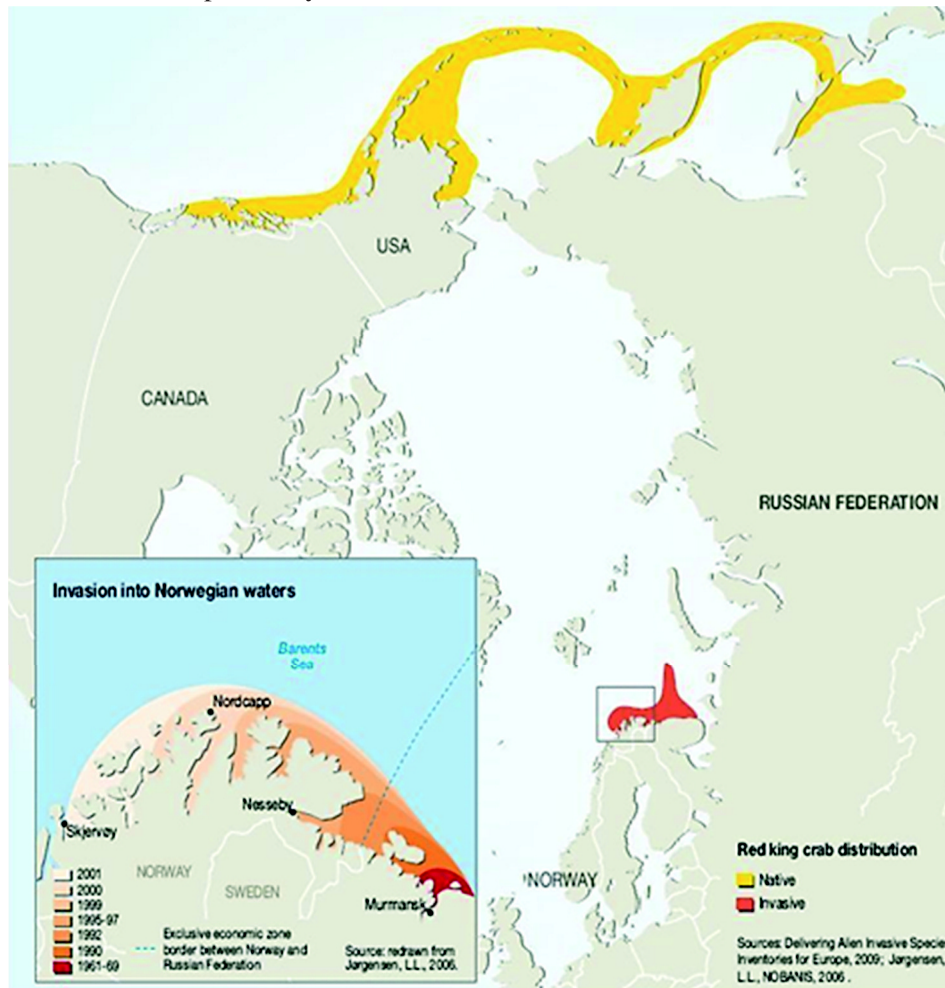 USA
CANADA
RUSSIAN FEDERATION
Invasion into Norwegian waters
Barents
Sea
Nordcapp
Nesseby
Skjervøy
NORWAY
SWEDEN
Murmansk
2001
2000
1999
1995-97
1992
1990
1961-69
Exclusive economic zone
border between Norway and
Russian Federation
Source: redrawn from
Jørgensen, L.L., 2006.
NORWAY
Red king crab distribution
Native
Invasive
Sources: Delivering Alien Invasive Specie
Inventories for Europe, 2009; Jørgensen,
L.L., NOBANIS, 2006 .